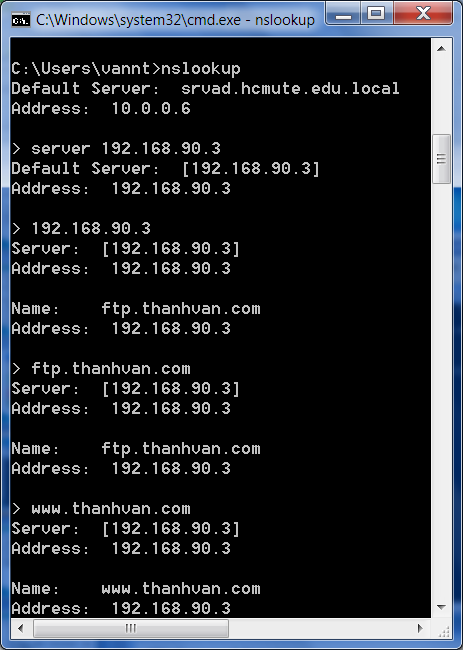 C:\Windows\system32\cmd.exe - nslookup
C:\Users\vannt>nslookup
Default Server:  srvad.hcmute.edu.local
Address:  10.0.0.6
> server 192.168.90.3
Default Server:  [192.168.90.3]
Address:  192.168.90.3
> 192.168.90.3
Server:  [192.168.90.3]
Address:  192.168.90.3
Name:    ftp.thanhvan.com
Address:  192.168.90.3
> ftp.thanhvan.com
Server:  [192.168.90.3]
Address:  192.168.90.3
Name:    ftp.thanhvan.com
Address:  192.168.90.3
> www.thanhvan.com
Server:  [192.168.90.3]
Address:  192.168.90.3
Name:    www.thanhvan.com
Address:  192.168.90.3